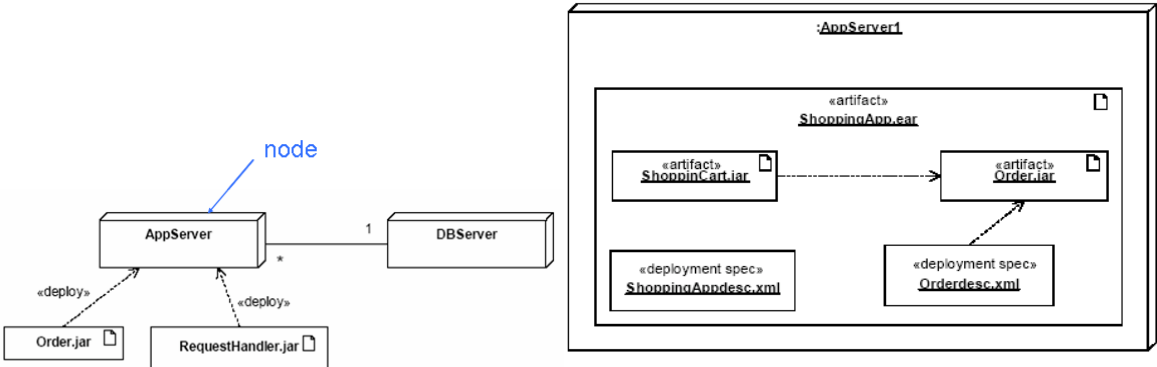 node
AppServer
1
*
DBServer
«deploy»
«deploy»
Order.jar
RequestHandler.jar
:AppServer1
«artifact»
ShoppingApp.ear
«artifact»
ShoppinCart.jar
«artifact»
Order.jar
«deployment spec»
ShoppingAppdesc.xml
«deployment spec»
Orderdesc.xml